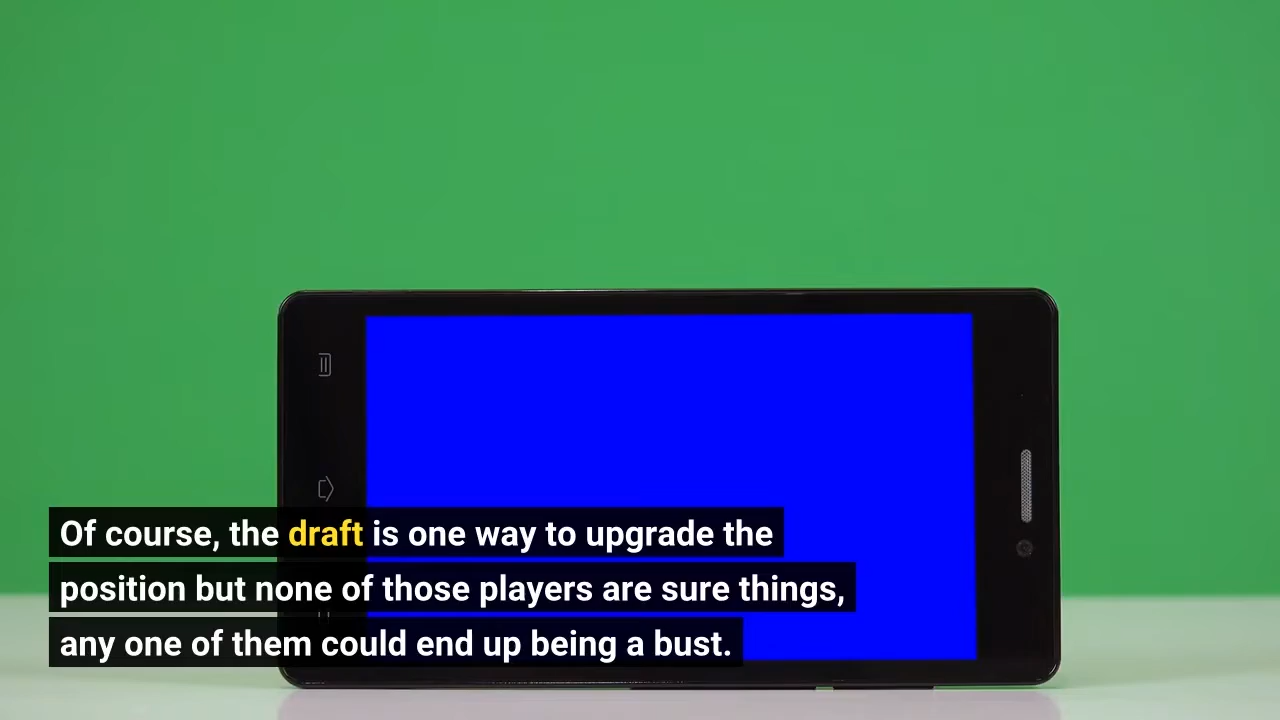 Of course, the draft is one way to upgrade the
position but none of those players are sure things,
any one of them could end up being a bust.